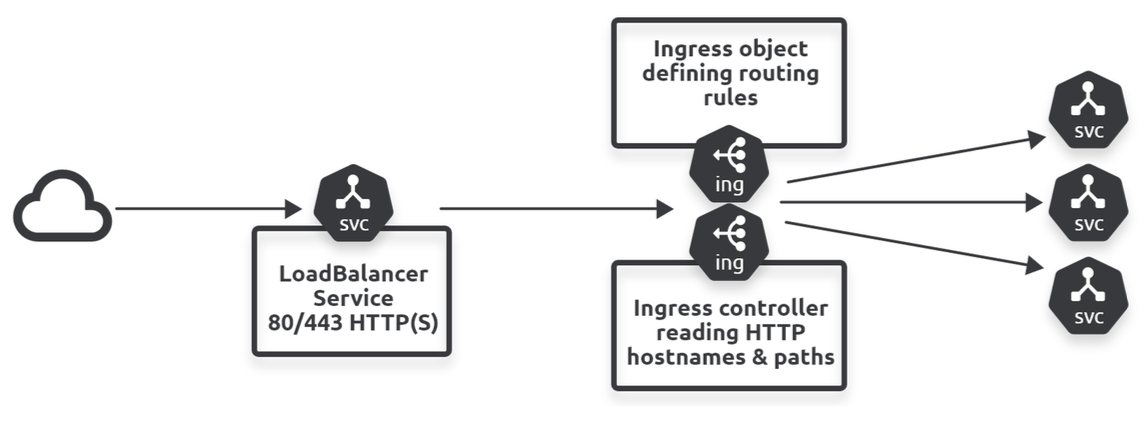 Ingress object
defining routing
rules
ing
svc
LoadBalancer
Service
80/443 HTTP(S)
ing
Ingress controller
reading HTTP
hostnames & paths
svc
svc
svc